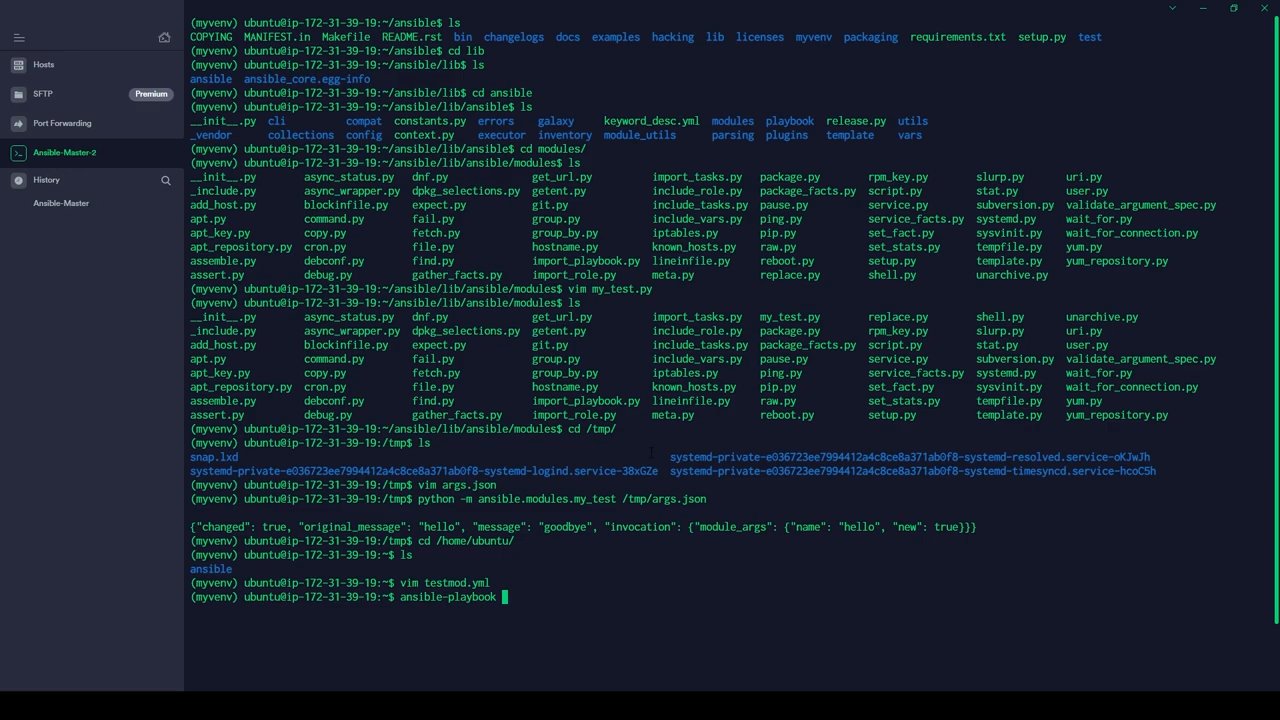 (myvenv) ubuntu@ip-172-31-39-19:~/ansible$ ls
COPYING MANIFEST.in Makefile README.rst bin changelogs docs examples hacking lib licenses myvenv packaging requirements.txt setup.py test
(myvenv) ubuntu@ip-172-31-39-19:~/ansible$ cd lib
(myvenv) ubuntu@ip-172-31-39-19:~/ansible/lib$ ls
ansible ansible_core.egg-info
(myvenv) ubuntu@ip-172-31-39-19:~/ansible/lib$ cd ansible
(myvenv) ubuntu@ip-172-31-39-19:~/ansible/lib/ansible$ ls
__init__.py cli compat constants.py errors galaxy keyword_desc.yml modules playbook release.py utils
_vendor collections config context.py executor inventory module_utils parsing plugins template vars
(myvenv) ubuntu@ip-172-31-39-19:~/ansible/lib/ansible$ cd modules/
(myvenv) ubuntu@ip-172-31-39-19:~/ansible/lib/ansible/modules$ ls
__init__.py async_status.py dnf.py get_url.py import_tasks.py package.py rpm_key.py slurp.py uri.py
_include.py async_wrapper.py dpkg_selections.py getent.py include_role.py package_facts.py script.py stat.py user.py
add_host.py blockinfile.py expect.py git.py include_tasks.py pause.py service.py subversion.py validate_argument_spec.py
apt.py command.py fail.py group.py include_vars.py ping.py service_facts.py systemd.py wait_for.py
apt_key.py copy.py fetch.py group_by.py iptables.py pip.py set_fact.py sysvinit.py wait_for_connection.py
apt_repository.py cron.py file.py hostname.py known_hosts.py raw.py set_stats.py tempfile.py yum.py
assemble.py debconf.py find.py import_playbook.py lineinfile.py reboot.py setup.py template.py yum_repository.py
assert.py debug.py gather_facts.py import_role.py meta.py replace.py shell.py unarchive.py
(myvenv) ubuntu@ip-172-31-39-19:~/ansible/lib/ansible/modules$ vim my_test.py
(myvenv) ubuntu@ip-172-31-39-19:~/ansible/lib/ansible/modules$ ls
__init__.py async_status.py dnf.py get_url.py import_tasks.py my_test.py replace.py shell.py unarchive.py
_include.py async_wrapper.py dpkg_selections.py getent.py include_role.py package.py rpm_key.py slurp.py uri.py
add_host.py blockinfile.py expect.py git.py include_tasks.py package_facts.py script.py stat.py user.py
apt.py command.py fail.py group.py include_vars.py pause.py service.py subversion.py validate_argument_spec.py
apt_key.py copy.py fetch.py group_by.py iptables.py ping.py service_facts.py systemd.py wait_for.py
apt_repository.py cron.py file.py hostname.py known_hosts.py pip.py set_fact.py sysvinit.py wait_for_connection.py
assemble.py debconf.py find.py import_playbook.py lineinfile.py raw.py set_stats.py tempfile.py yum.py
assert.py debug.py gather_facts.py import_role.py meta.py reboot.py setup.py template.py yum_repository.py
(myvenv) ubuntu@ip-172-31-39-19:~/ansible/lib/ansible/modules$ cd /tmp/
(myvenv) ubuntu@ip-172-31-39-19:/tmp$ ls
snap.lxd systemd-private-e036723ee7994412a4c8ce8a371ab0f8-systemd-resolved.service-oKJwJh
systemd-private-e036723ee7994412a4c8ce8a371ab0f8-systemd-logind.service-38xGZe systemd-private-e036723ee7994412a4c8ce8a371ab0f8-systemd-timesyncd.service-hcoC5h
(myvenv) ubuntu@ip-172-31-39-19:/tmp$ vim args.json
(myvenv) ubuntu@ip-172-31-39-19:/tmp$ python -m ansible.modules.my_test /tmp/args.json
{"changed": true, "original_message": "hello", "message": "goodbye", "invocation": {"module_args": {"name": "hello", "new": true}}}
(myvenv) ubuntu@ip-172-31-39-19:/tmp$ cd /home/ubuntu/
(myvenv) ubuntu@ip-172-31-39-19:~$ ls
ansible
(myvenv) ubuntu@ip-172-31-39-19:~$ vim testmod.yml
(myvenv) ubuntu@ip-172-31-39-19:~$ ansible-playbook
Hosts
SFTP Premium
Port Forwarding
Ansible-Master-2
History
Ansible-Master